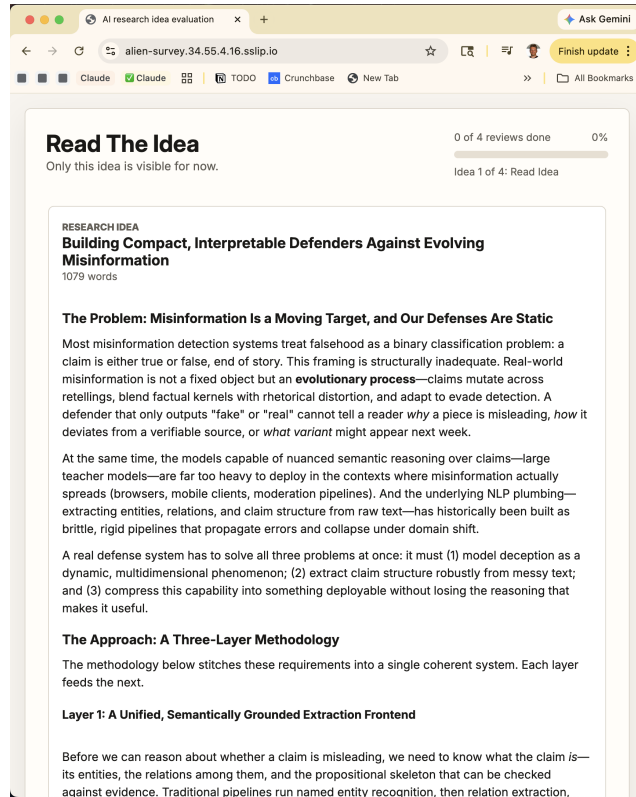 AI research idea evaluation
Ask Gemini
alien-survey.34.55.4.16.sslip.io
Finish update
Claude
Claude
TODO
cb
Crunchbase
New Tab
All Bookmarks
Read The Idea
Only this idea is visible for now.
0 of 4 reviews done
0%
Idea 1 of 4: Read Idea
RESEARCH IDEA
Building Compact, Interpretable Defenders Against Evolving
Misinformation
1079 words
The Problem: Misinformation Is a Moving Target, and Our Defenses Are Static
Most misinformation detection systems treat falsehood as a binary classification problem: a
claim is either true or false, end of story. This framing is structurally inadequate. Real-world
misinformation is not a fixed object but an evolutionary process—claims mutate across
retellings, blend factual kernels with rhetorical distortion, and adapt to evade detection. A
defender that only outputs "fake" or "real" cannot tell a reader why a piece is misleading, how it
deviates from a verifiable source, or what variant might appear next week.
At the same time, the models capable of nuanced semantic reasoning over claims—large
teacher models—are far too heavy to deploy in the contexts where misinformation actually
spreads (browsers, mobile clients, moderation pipelines). And the underlying NLP plumbing—
extracting entities, relations, and claim structure from raw text—has historically been built as
brittle, rigid pipelines that propagate errors and collapse under domain shift.
A real defense system has to solve all three problems at once: it must (1) model deception as a
dynamic, multidimensional phenomenon; (2) extract claim structure robustly from messy text;
and (3) compress this capability into something deployable without losing the reasoning that
makes it useful.
The Approach: A Three-Layer Methodology
The methodology below stitches these requirements into a single coherent system. Each layer
feeds the next.
Layer 1: A Unified, Semantically Grounded Extraction Frontend
Before we can reason about whether a claim is misleading, we need to know what the claim is—
its entities, the relations among them, and the propositional skeleton that can be checked
against evidence. Traditional pipelines run named entity recognition, then relation extraction,